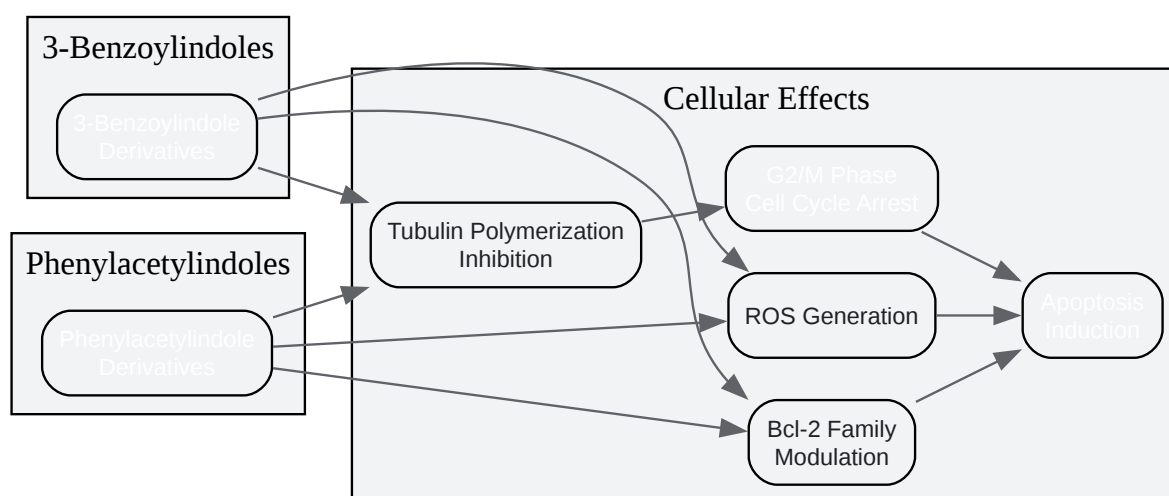 3-Benzoylindoles
3-Benzoylindole
Derivatives
Phenylacetylindoles
Phenylacetylindole
Derivatives
Cellular Effects
Tubulin Polymerization
Inhibition
G2/M Phase
Cell Cycle Arrest
ROS Generation
Bcl-2 Family
Modulation
Apoptosis
Induction